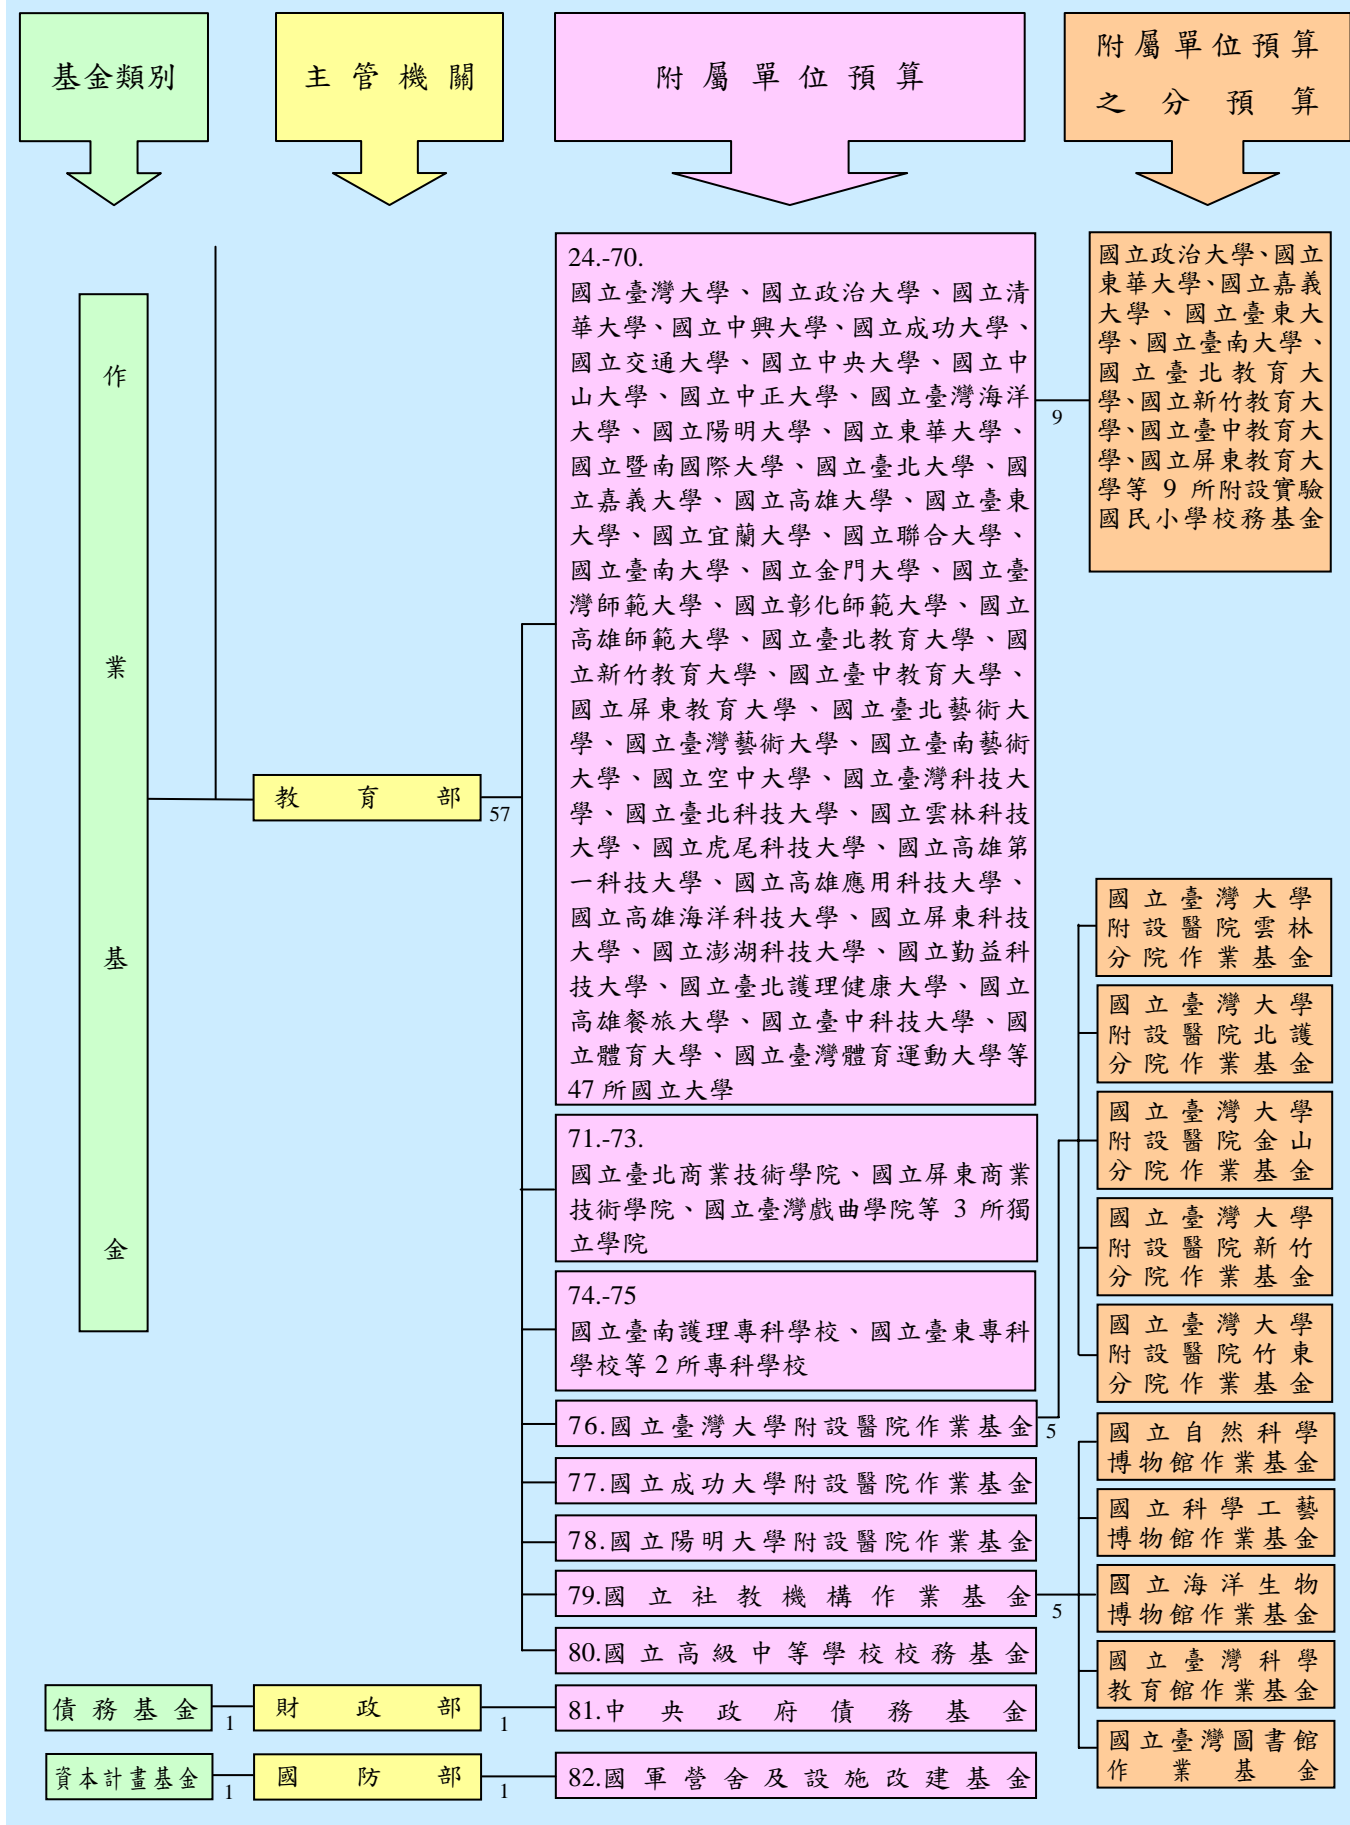 基金類別
主管機關
附屬單位預算
附屬單位預算
之分預算
作業基金
教育部
57
24.-70.
國立臺灣大學、國立政治大學、國立清
華大學、國立中興大學、國立成功大學、
國立交通大學、國立中央大學、國立中
山大學、國立中正大學、國立臺灣海洋
大學、國立陽明大學、國立東華大學、
國立暨南國際大學、國立臺北大學、國
立嘉義大學、國立高雄大學、國立臺東
大學、國立宜蘭大學、國立聯合大學、
國立臺南大學、國立金門大學、國立臺
灣師範大學、國立彰化師範大學、國立
高雄師範大學、國立臺北教育大學、國
立新竹教育大學、國立臺中教育大學、
國立屏東教育大學、國立臺北藝術大
學、國立臺灣藝術大學、國立臺南藝術
大學、國立空中大學、國立臺灣科技大
學、國立臺北科技大學、國立雲林科技
大學、國立虎尾科技大學、國立高雄第
一科技大學、國立高雄應用科技大學、
國立高雄海洋科技大學、國立屏東科技
大學、國立澎湖科技大學、國立勤益科
技大學、國立臺北護理健康大學、國立
高雄餐旅大學、國立臺中科技大學、國
立體育大學、國立臺灣體育運動大學等
47 所國立大學
9
國立政治大學、國立
東華大學、國立嘉義
大學、國立臺東大
學、國立臺南大學、
國立臺北教育大
學、國立新竹教育大
學、國立臺中教育大
學、國立屏東教育大
學等 9 所附設實驗
國民小學校務基金
71.-73.
國立臺北商業技術學院、國立屏東商業
技術學院、國立臺灣戲曲學院等 3 所獨
立學院
74.-75
國立臺南護理專科學校、國立臺東專科
學校等 2 所專科學校
76.國立臺灣大學附設醫院作業基金
5
國立臺灣大學
附設醫院雲林
分院作業基金
國立臺灣大學
附設醫院北護
分院作業基金
國立臺灣大學
附設醫院金山
分院作業基金
國立臺灣大學
附設醫院新竹
分院作業基金
國立臺灣大學
附設醫院竹東
分院作業基金
77.國立成功大學附設醫院作業基金
78.國立陽明大學附設醫院作業基金
79.國立社教機構作業基金
5
國立自然科學
博物館作業基金
國立科學工藝
博物館作業基金
國立海洋生物
博物館作業基金
國立臺灣科學
教育館作業基金
國立臺灣圖書館
作業基金
80.國立高級中等學校校務基金
債務基金
1
財政部
1
81.中央政府債務基金
資本計畫基金
1
國防部
1
82.國軍營舍及設施改建基金